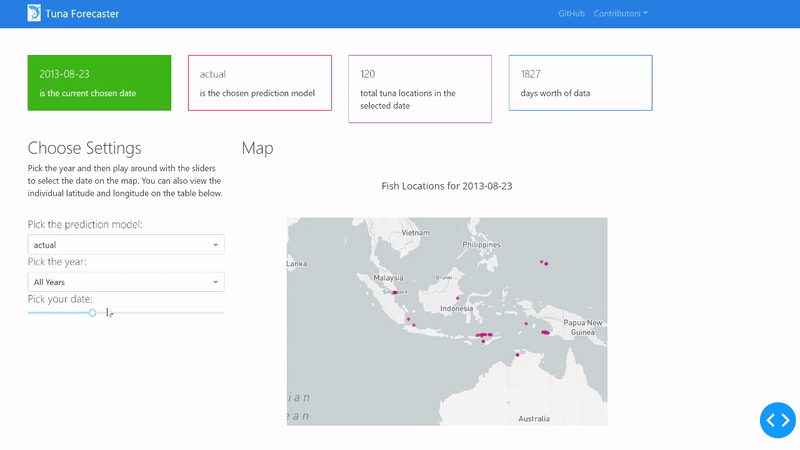 Tuna Forecaster
GitHub
Contributors
2013-08-23
is the current chosen date
actual
is the chosen prediction model
120
total tuna locations in the
selected date
1827
days worth of data
Choose Settings
Pick the year and then play around with the sliders
to select the date on the map. You can also view the
individual latitude and longitude on the table below.
Pick the prediction model:
actual
Pick the year:
All Years
Pick your date:
Map
Fish Locations for 2013-08-23
Vietnam
Philippines
Lanka
Malaysia
Brunei
Singapore
Indonesia
Papua New
Guinea
ian
ean
Australia